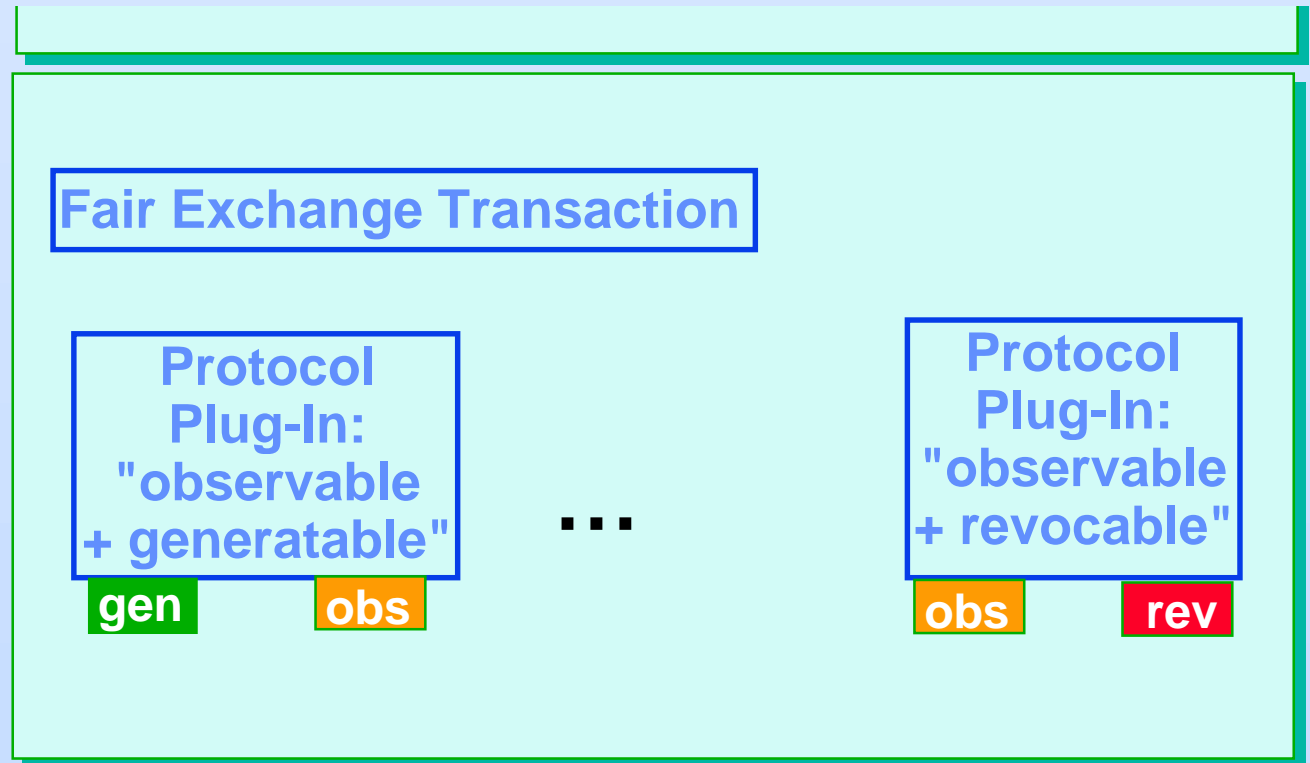 Fair Exchange Transaction
Protocol
Plug-In:
"observable
+ generatable"
gen
obs
...
Protocol
Plug-In:
"observable
+ revocable"
obs
rev